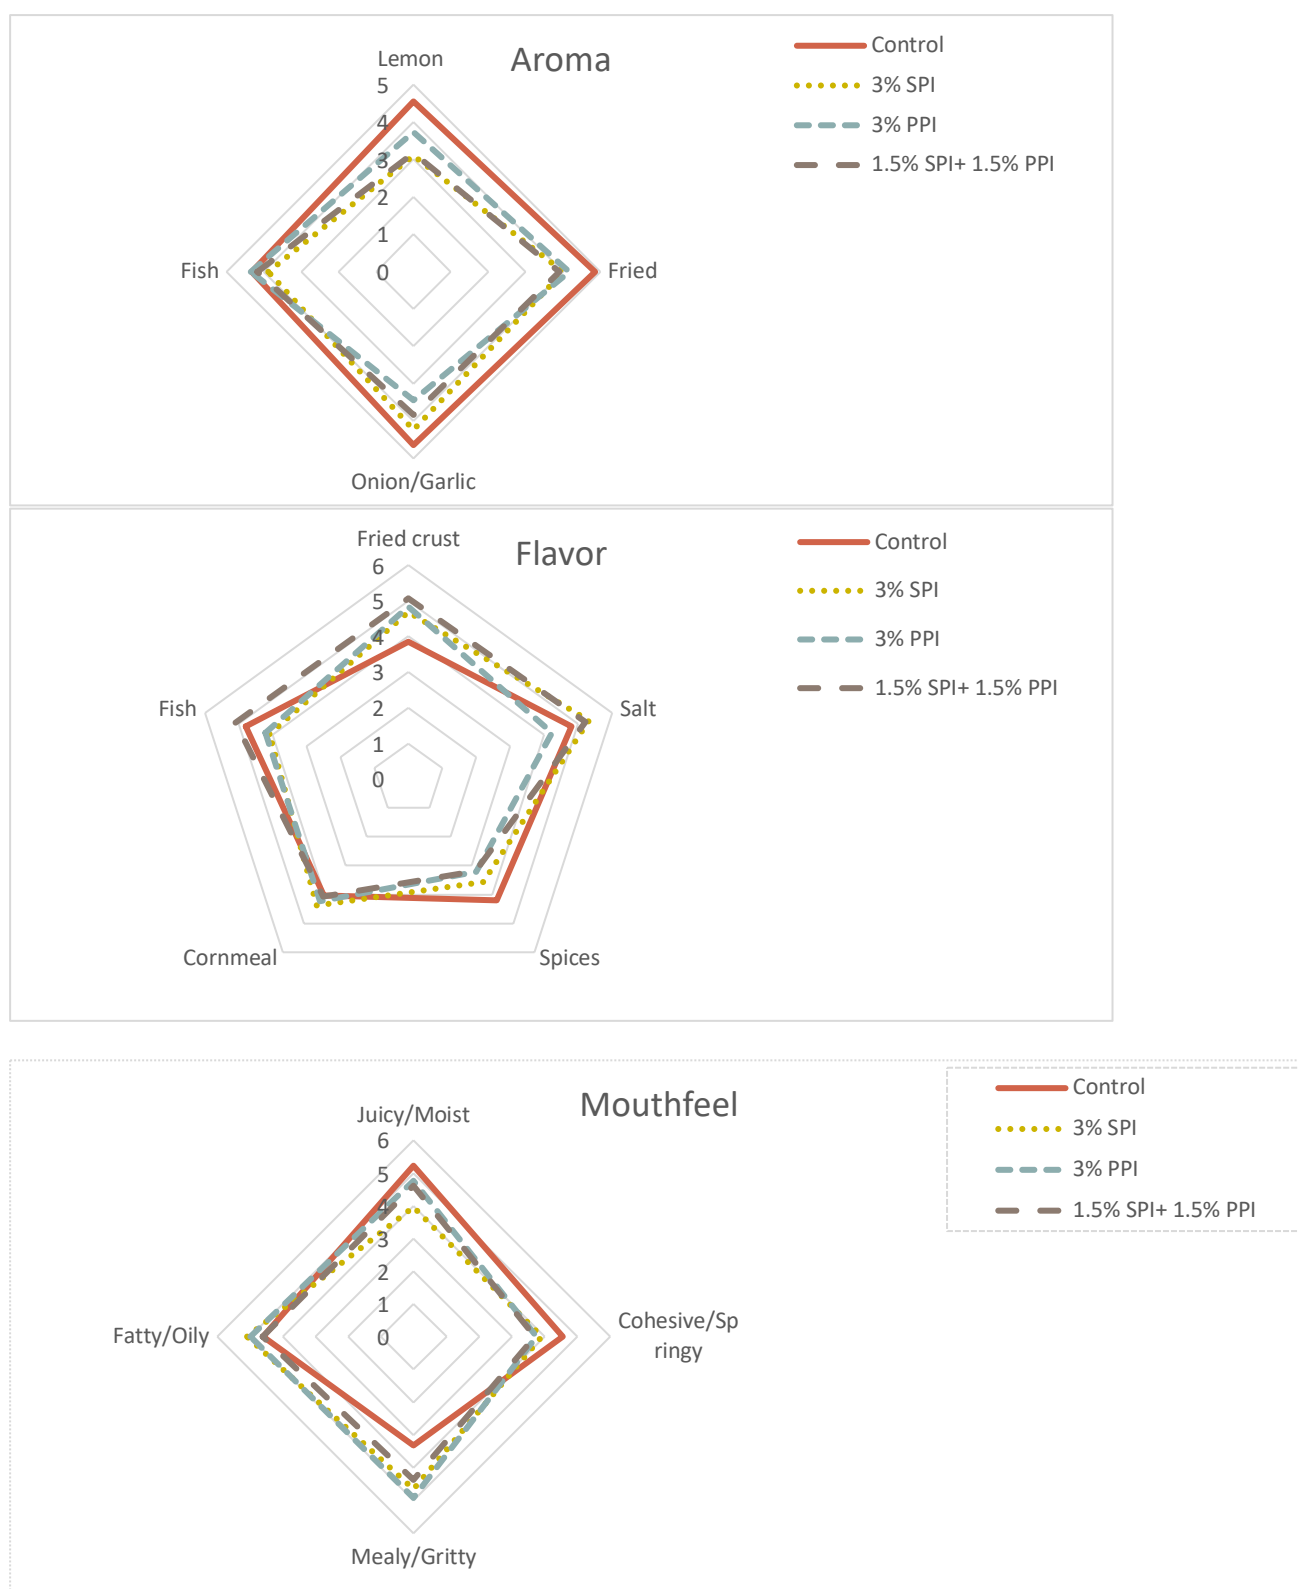 Aroma
Lemon
5
4
3
2
1
0
Fish
Fried
Onion/Garlic
Control
3% SPI
3% PPI
1.5% SPI+ 1.5% PPI
Flavor
Fried crust
6
5
4
3
2
1
0
Fish
Salt
Cornmeal
Spices
Control
3% SPI
3% PPI
1.5% SPI+ 1.5% PPI
Mouthfeel
Juicy/Moist
6
5
4
3
2
1
0
Fatty/Oily
Cohesive/Sp
ringy
Mealy/Gritty
Control
3% SPI
3% PPI
1.5% SPI+ 1.5% PPI